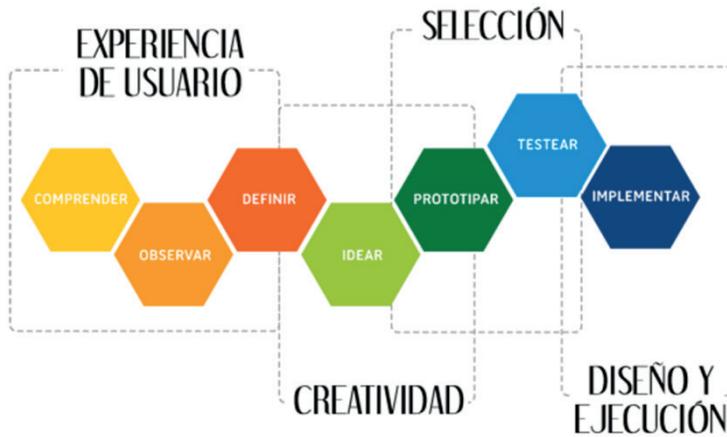 EXPERIENCIA
DE USUARIO
SELECCIÓN
COMPRENDER
OBSERVAR
DEFINIR
IDEAR
PROTOTIPAR
TESTEAR
IMPLEMENTAR
CREATIVIDAD
DISEÑO Y
EJECUCIÓN